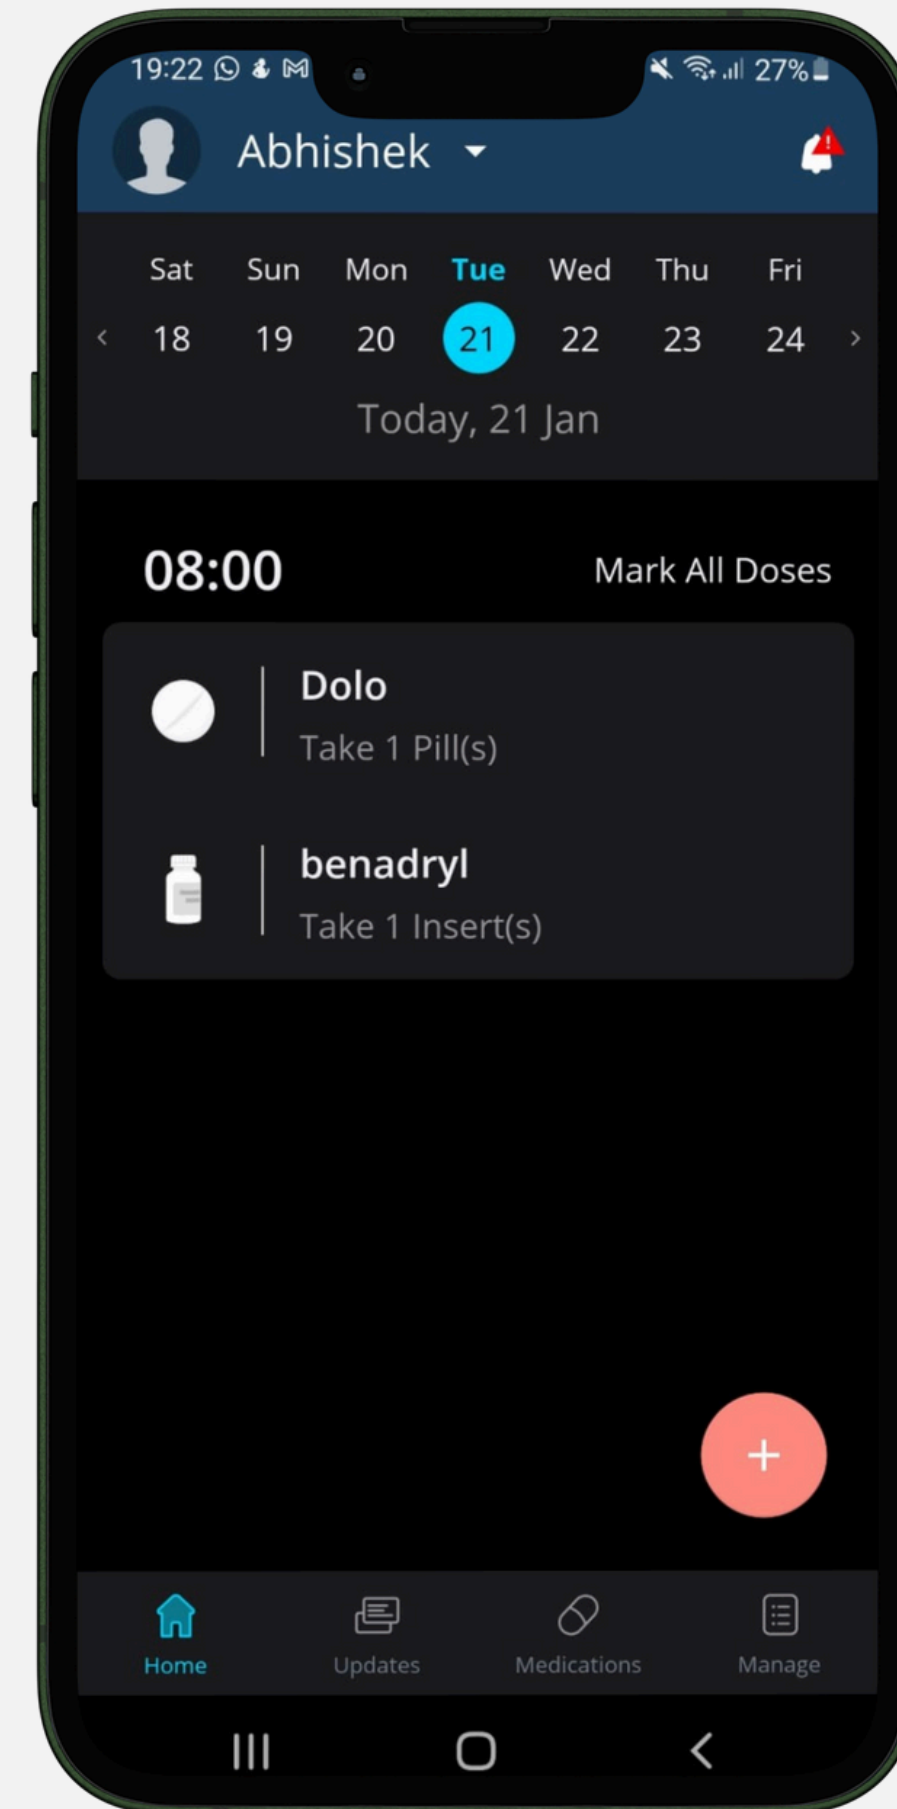 19:22 27%
Abhishek
Sat Sun Mon Tue Wed Thu Fri
< 18 19 20 21 22 23 24 >
Today, 21 Jan
08:00 Mark All Doses
Dolo
Take 1 Pill(s)
benadryl
Take 1 Insert(s)
+
Home Updates Medications Manage